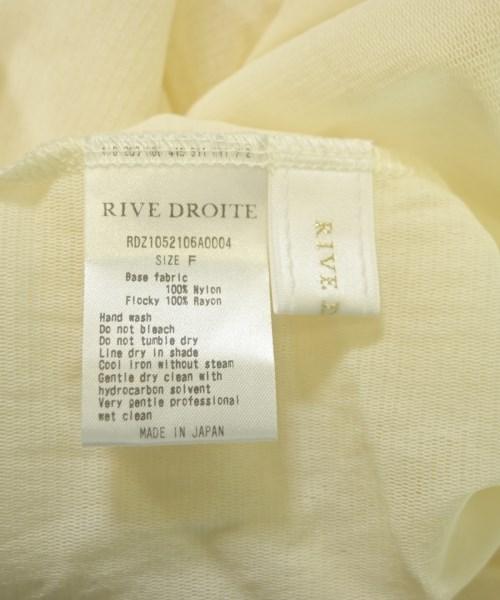 RIVE DROITE
RDZ1052106A0004
SIZE F
Base fabric
100% Nylon
Flocky 100% Rayon
Hand wash
Do not bleach
Do not tumble dry
Line dry in shade
Cool iron without steam
Gentle dry clean with
hydrocarbon solvent
Very gentle professional
wet clean
MADE IN JAPAN
RIVE